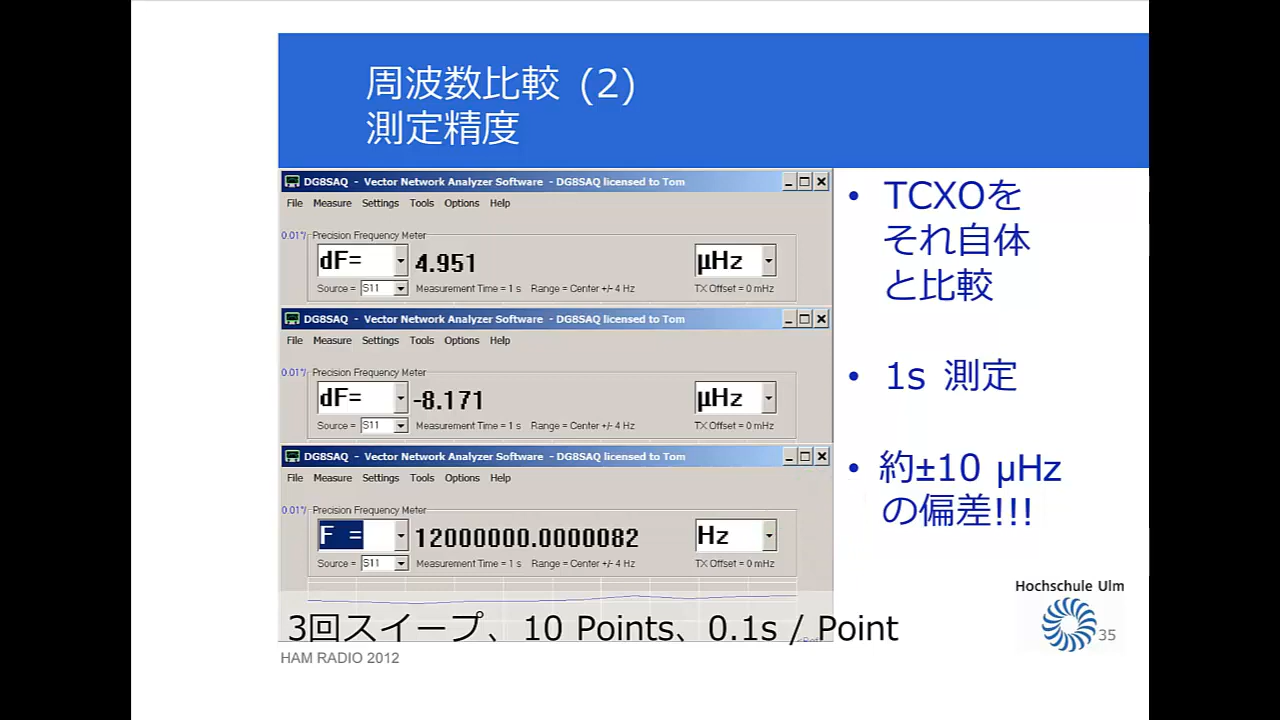 周波数比較 (2)
測定精度
DG8SAQ - Vector Network Analyzer Software - DG8SAQ licensed to Tom
File Measure Settings Tools Options Help
0.01°/ Precision Frequency Meter
dF= 4.951 µHz
Source = S11 Measurement Time = 1 s Range = Center +/- 4 Hz TX Offset = 0 mHz
DG8SAQ - Vector Network Analyzer Software - DG8SAQ licensed to Tom
File Measure Settings Tools Options Help
0.01°/ Precision Frequency Meter
dF= -8.171 µHz
Source = S11 Measurement Time = 1 s Range = Center +/- 4 Hz TX Offset = 0 mHz
DG8SAQ - Vector Network Analyzer Software - DG8SAQ licensed to Tom
File Measure Settings Tools Options Help
0.01°/ Precision Frequency Meter
F = 12000000.0000082 Hz
Source = S11 Measurement Time = 1 s Range = Center +/- 4 Hz TX Offset = 0 mHz
• TCXOを
それ自体
と比較
• 1s 測定
• 約±10 µHz
の偏差!!!
3回スイープ、10 Points、0.1s / Point
HAM RADIO 2012
Hochschule Ulm
35